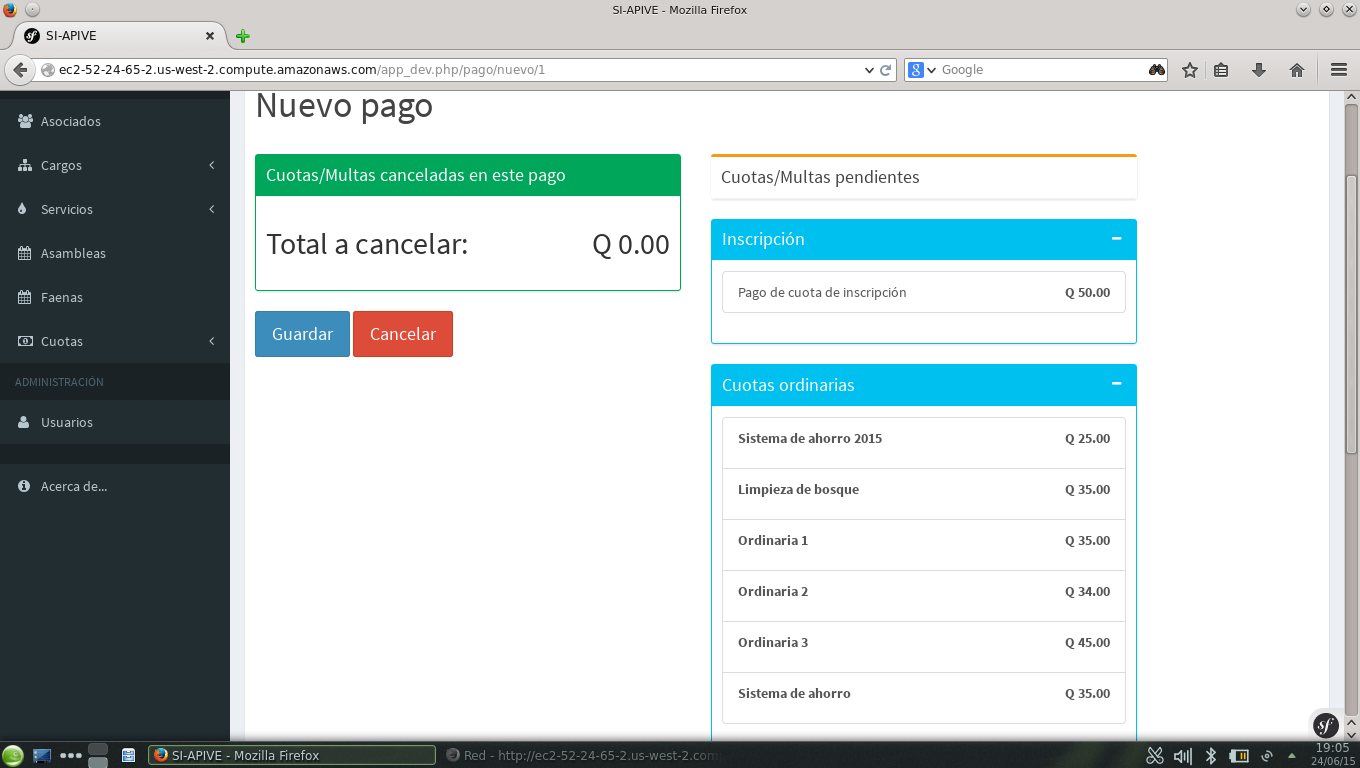 SI-APIVE - Mozilla Firefox
SI-APIVE
ec2-52-24-65-2.us-west-2.compute.amazonaws.com/app_dev.php/pago/nuevo/1
Google
Asociados
Cargos
Servicios
Asambleas
Faenas
Cuotas
ADMINISTRACIÓN
Usuarios
Acerca de...
Nuevo pago
Cuotas/Multas canceladas en este pago
Total a cancelar: Q 0.00
Guardar Cancelar
Cuotas/Multas pendientes
Inscripción
Pago de cuota de inscripción Q 50.00
Cuotas ordinarias
Sistema de ahorro 2015 Q 25.00
Limpieza de bosque Q 35.00
Ordinaria 1 Q 35.00
Ordinaria 2 Q 34.00
Ordinaria 3 Q 45.00
Sistema de ahorro Q 35.00
sf
SI-APIVE - Mozilla Firefox
Red - http://ec2-52-24-65-2.us-west-2.com
19:05
24/06/15